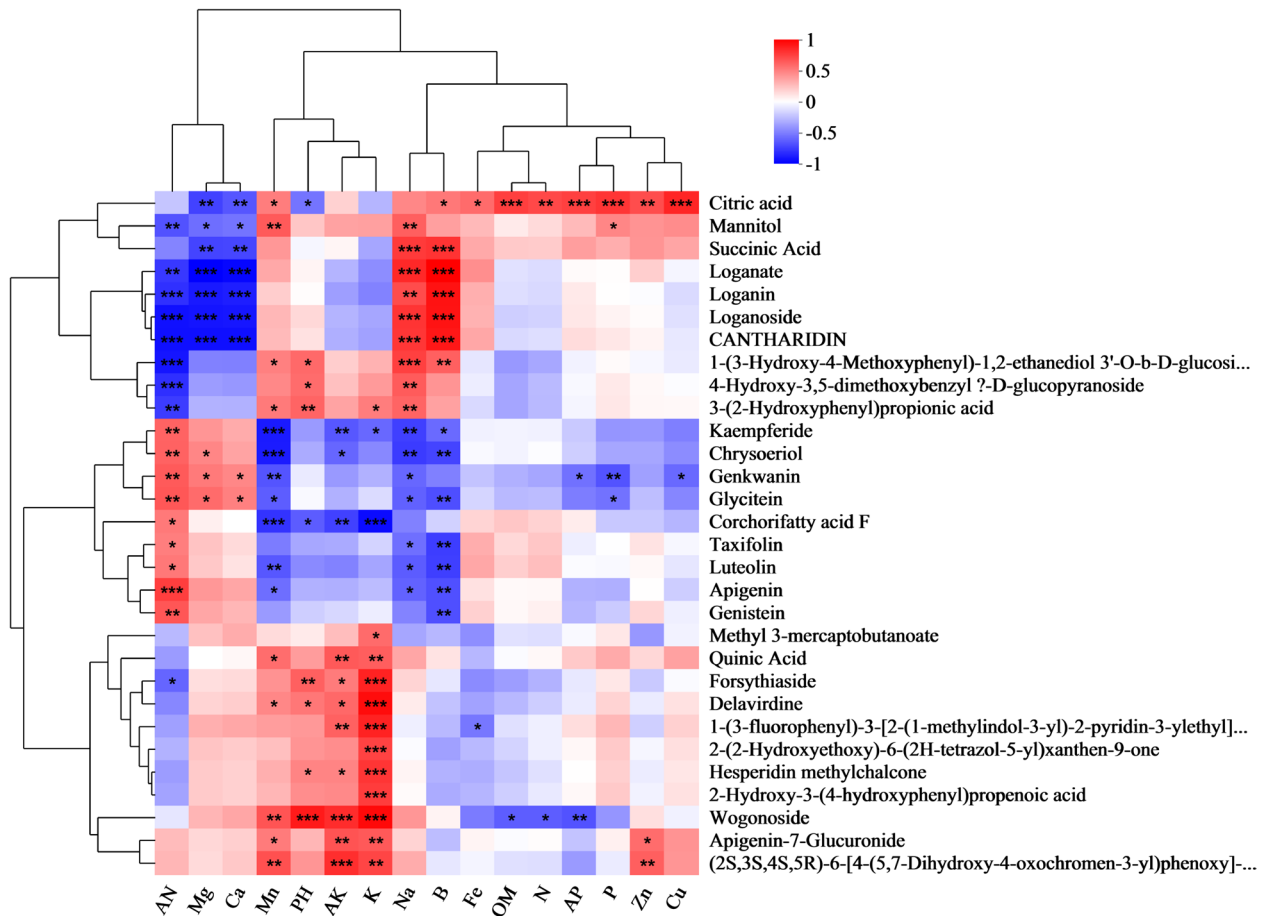 1
0.5
0
-0.5
-1
** ** * * * * *** ** *** *** ** *** Citric acid
** * * ** ** * Mannitol
** ** *** *** Succinic Acid
** *** *** *** *** Loganate
*** *** *** ** *** Loganin
*** *** *** *** *** Loganoside
*** *** *** *** *** CANTHARIDIN
*** * * *** ** 1-(3-Hydroxy-4-Methoxyphenyl)-1,2-ethanediol 3'-O-b-D-glucosi...
*** * ** 4-Hydroxy-3,5-dimethoxybenzyl ?-D-glucopyranoside
** * ** * ** 3-(2-Hydroxyphenyl)propionic acid
** *** ** * ** * Kaempferide
** * *** * ** ** Chrysoeriol
** * * ** * * ** * Genkwanin
** * * * * ** * Glycitein
* *** * ** *** Corchorifatty acid F
* * ** Taxifolin
* ** * ** Luteolin
*** * * ** Apigenin
** ** Genistein
* Methyl 3-mercaptobutanoate
* ** ** Quinic Acid
* ** * *** Forsythiaside
* * * *** Delavirdine
** *** * 1-(3-fluorophenyl)-3-[2-(1-methylindol-3-yl)-2-pyridin-3-ylethyl]...
*** 2-(2-Hydroxyethoxy)-6-(2H-tetrazol-5-yl)xanthen-9-one
* * *** Hesperidin methylchalcone
*** 2-Hydroxy-3-(4-hydroxyphenyl)propenoic acid
** *** *** *** * * ** Wogonoside
* ** ** * Apigenin-7-Glucuronide
** *** ** ** (2S,3S,4S,5R)-6-[4-(5,7-Dihydroxy-4-oxochromen-3-yl)phenoxy]-...
AN Mg Ca Mn PH AK K Na B Fe OM N AP P Zn Cu